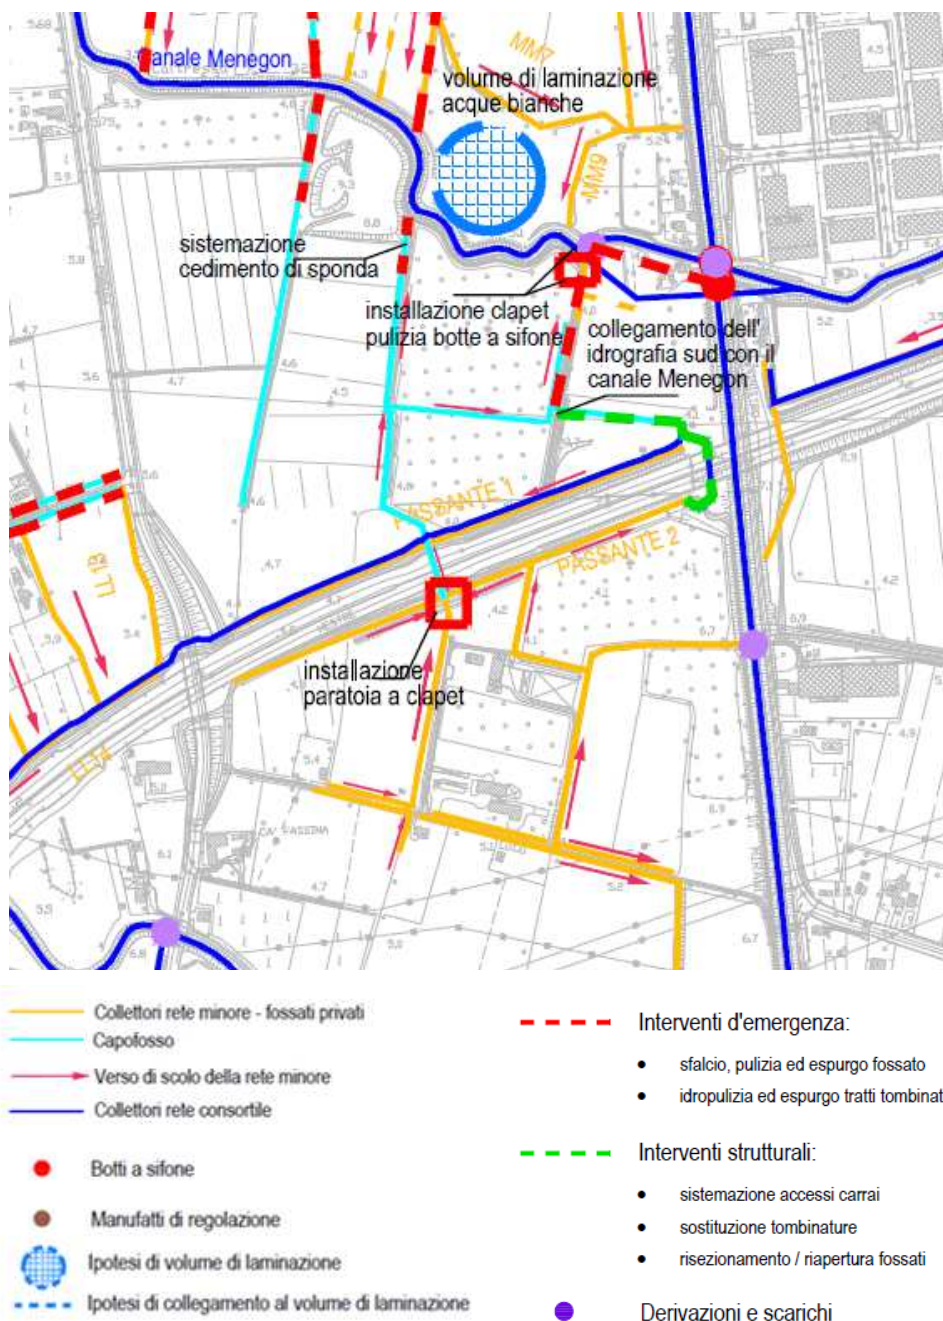 Canale Menegon
MM7
volume di laminazione
acque bianche
MM9
sistemazione
cedimento di sponda
installazione clapet
pulizia botte a sifone
collegamento dell'
idrografia sud con il
canale Menegon
PASSANTE 1
PASSANTE 2
LL13
installazione
paratoia a clapet
LL14
CA' FASSINA
Collettori rete minore - fossati privati
Capofosso
Verso di scolo della rete minore
Collettori rete consortile
Botti a sifone
Manufatti di regolazione
Ipotesi di volume di laminazione
Ipotesi di collegamento al volume di laminazione
Interventi d'emergenza:
• sfalcio, pulizia ed espurgo fossato
• idropulizia ed espurgo tratti tombinat
Interventi strutturali:
• sistemazione accessi carrai
• sostituzione tombinature
• risezionamento / riapertura fossati
Derivazioni e scarichi